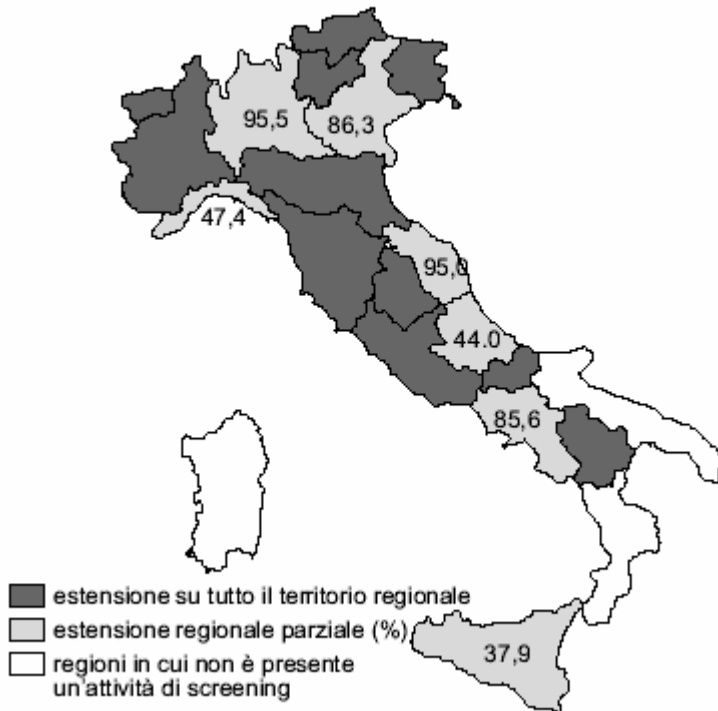 95,5
86,3
47,4
95,0
44.0
85,6
estensione su tutto il territorio regionale
estensione regionale parziale (%)
regioni in cui non è presente
un'attività di screening
37,9